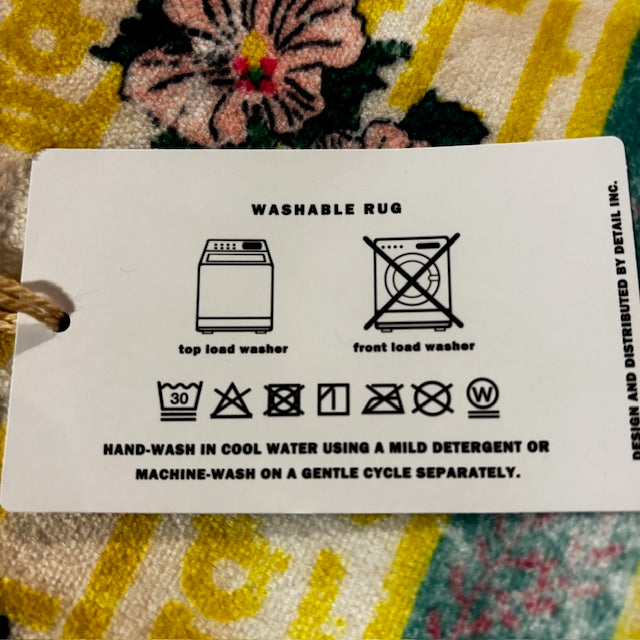 WASHABLE RUG
top load washer
front load washer
30
W
HAND-WASH IN COOL WATER USING A MILD DETERGENT OR
MACHINE-WASH ON A GENTLE CYCLE SEPARATELY.
DESIGN AND DISTRIBUTED BY DETAIL INC.